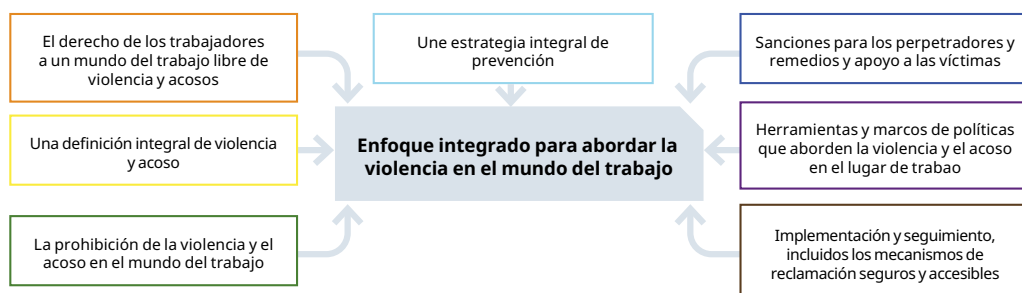 El derecho de los trabajadores
a un mundo del trabajo libre de
violencia y acosos
Una estrategia integral de
prevención
Sanciones para los perpetradores y
remedios y apoyo a las víctimas
Una definición integral de violencia
y acoso
Enfoque integrado para abordar la
violencia en el mundo del trabajo
Herramientas y marcos de políticas
que aborden la violencia y el acoso
en el lugar de trabao
La prohibición de la violencia y el
acoso en el mundo del trabajo
Implementación y seguimiento,
incluidos los mecanismos de
reclamación seguros y accesibles